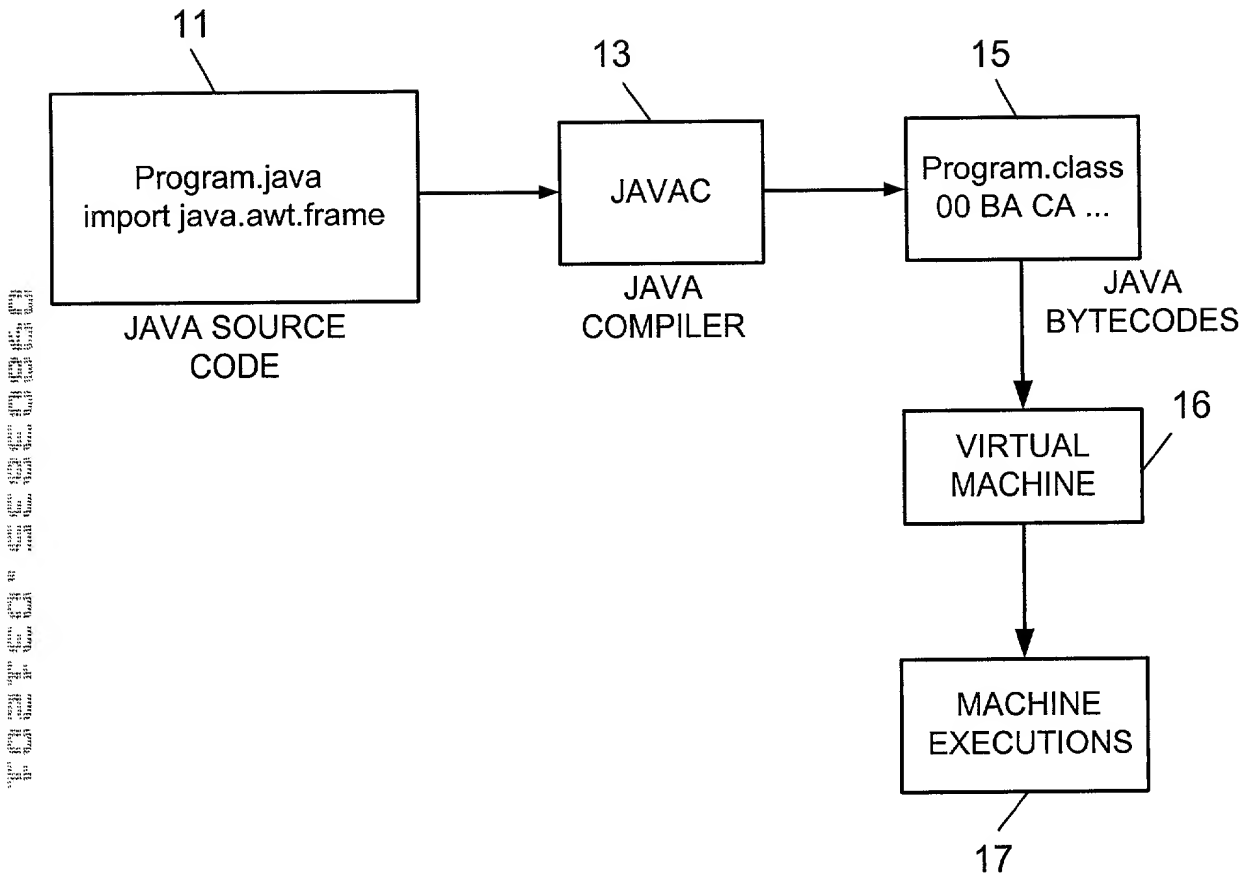 11
13
15
Program.java
import java.awt.frame
JAVAC
Program.class
00 BA CA ...
JAVA SOURCE
CODE
JAVA
COMPILER
JAVA
BYTECODES
16
VIRTUAL
MACHINE
MACHINE
EXECUTIONS
17